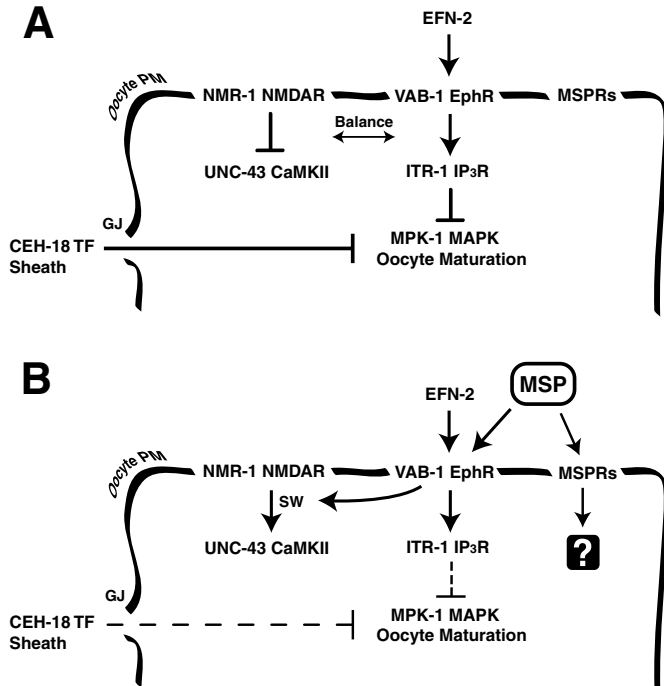 A
EFN-2
Oocyte PM
NMR-1 NMDAR
VAB-1 EphR
MSPRs
Balance
UNC-43 CaMKII
ITR-1 IP3R
GJ
CEH-18 TF
Sheath
MPK-1 MAPK
Oocyte Maturation
B
MSP
EFN-2
Oocyte PM
NMR-1 NMDAR
VAB-1 EphR
MSPRs
SW
UNC-43 CaMKII
ITR-1 IP3R
?
GJ
CEH-18 TF
Sheath
MPK-1 MAPK
Oocyte Maturation